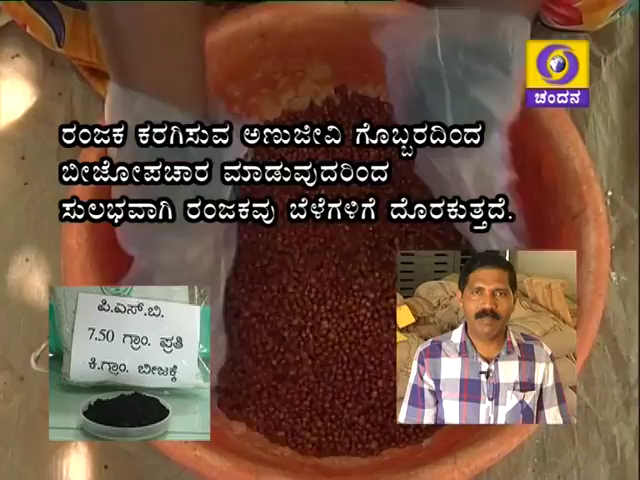 ಚಂದನ
ರಂಜಕ ಕರಗಿಸುವ ಅಣುಜೀವಿ ಗೊಬ್ಬರದಿಂದ
ಬೀಜೋಪಚಾರ ಮಾಡುವುದರಿಂದ
ಸುಲಭವಾಗಿ ರಂಜಕವು ಬೆಳೆಗಳಿಗೆ ದೊರಕುತ್ತದೆ.
ಪಿ.ಎಸ್.ಬಿ.
7.50 ಗ್ರಾಂ. ಪ್ರತಿ
ಕಿ.ಗ್ರಾಂ. ಬೀಜಕ್ಕೆ